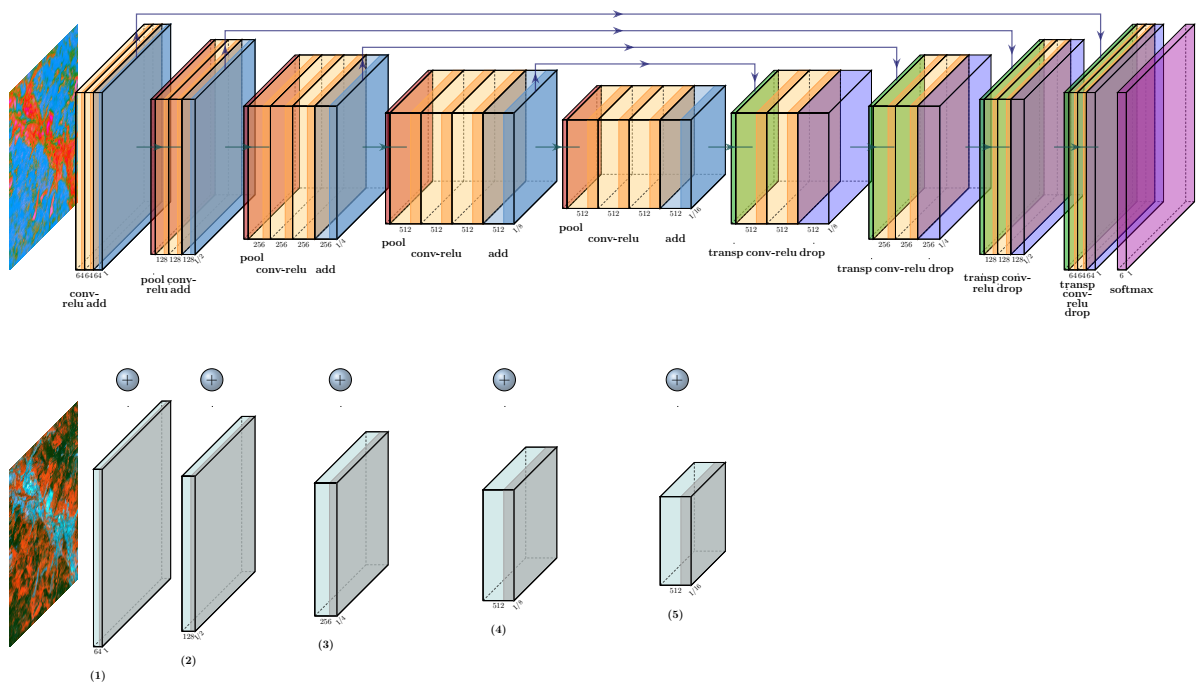 64 64 64 1
conv-
relu add
128 128 128 1/2
pool conv-
relu add
256 256 256 256 1/4
pool
conv-relu add
512 512 512 512 1/8
pool
conv-relu add
512 512 512 512 1/16
pool
conv-relu add
512 512 512 1/8
transp conv-relu drop
256 256 256 1/4
transp conv-relu drop
128 128 128 1/2
transp conv-
relu drop
64 64 64 1
transp
conv-
relu
drop
6 1
softmax
+ + + + +
64 1
(1)
128 1/2
(2)
256 1/4
(3)
512 1/8
(4)
512 1/16
(5)